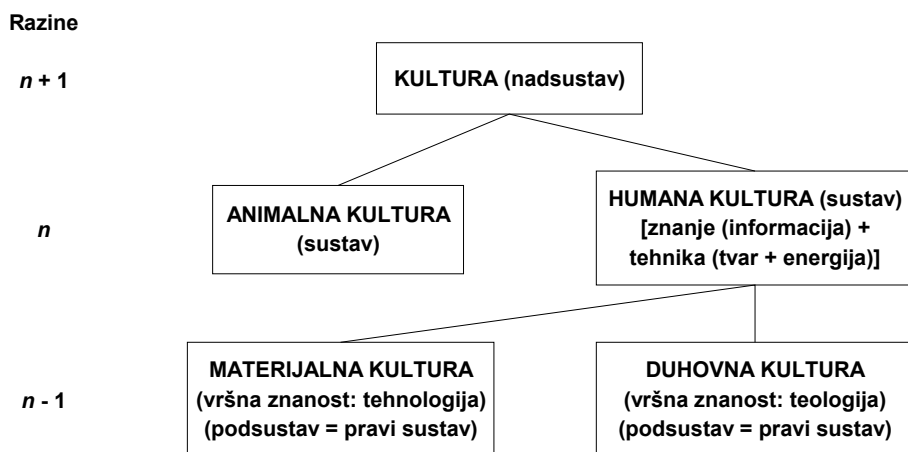 Razine
n + 1
KULTURA (nadsustav)
n
ANIMALNA KULTURA
(sustav)
HUMANA KULTURA (sustav)
[znanje (informacija) +
tehnika (tvar + energija)]
n - 1
MATERIJALNA KULTURA
(vršna znanost: tehnologija)
(podsustav = pravi sustav)
DUHOVNA KULTURA
(vršna znanost: teologija)
(podsustav = pravi sustav)